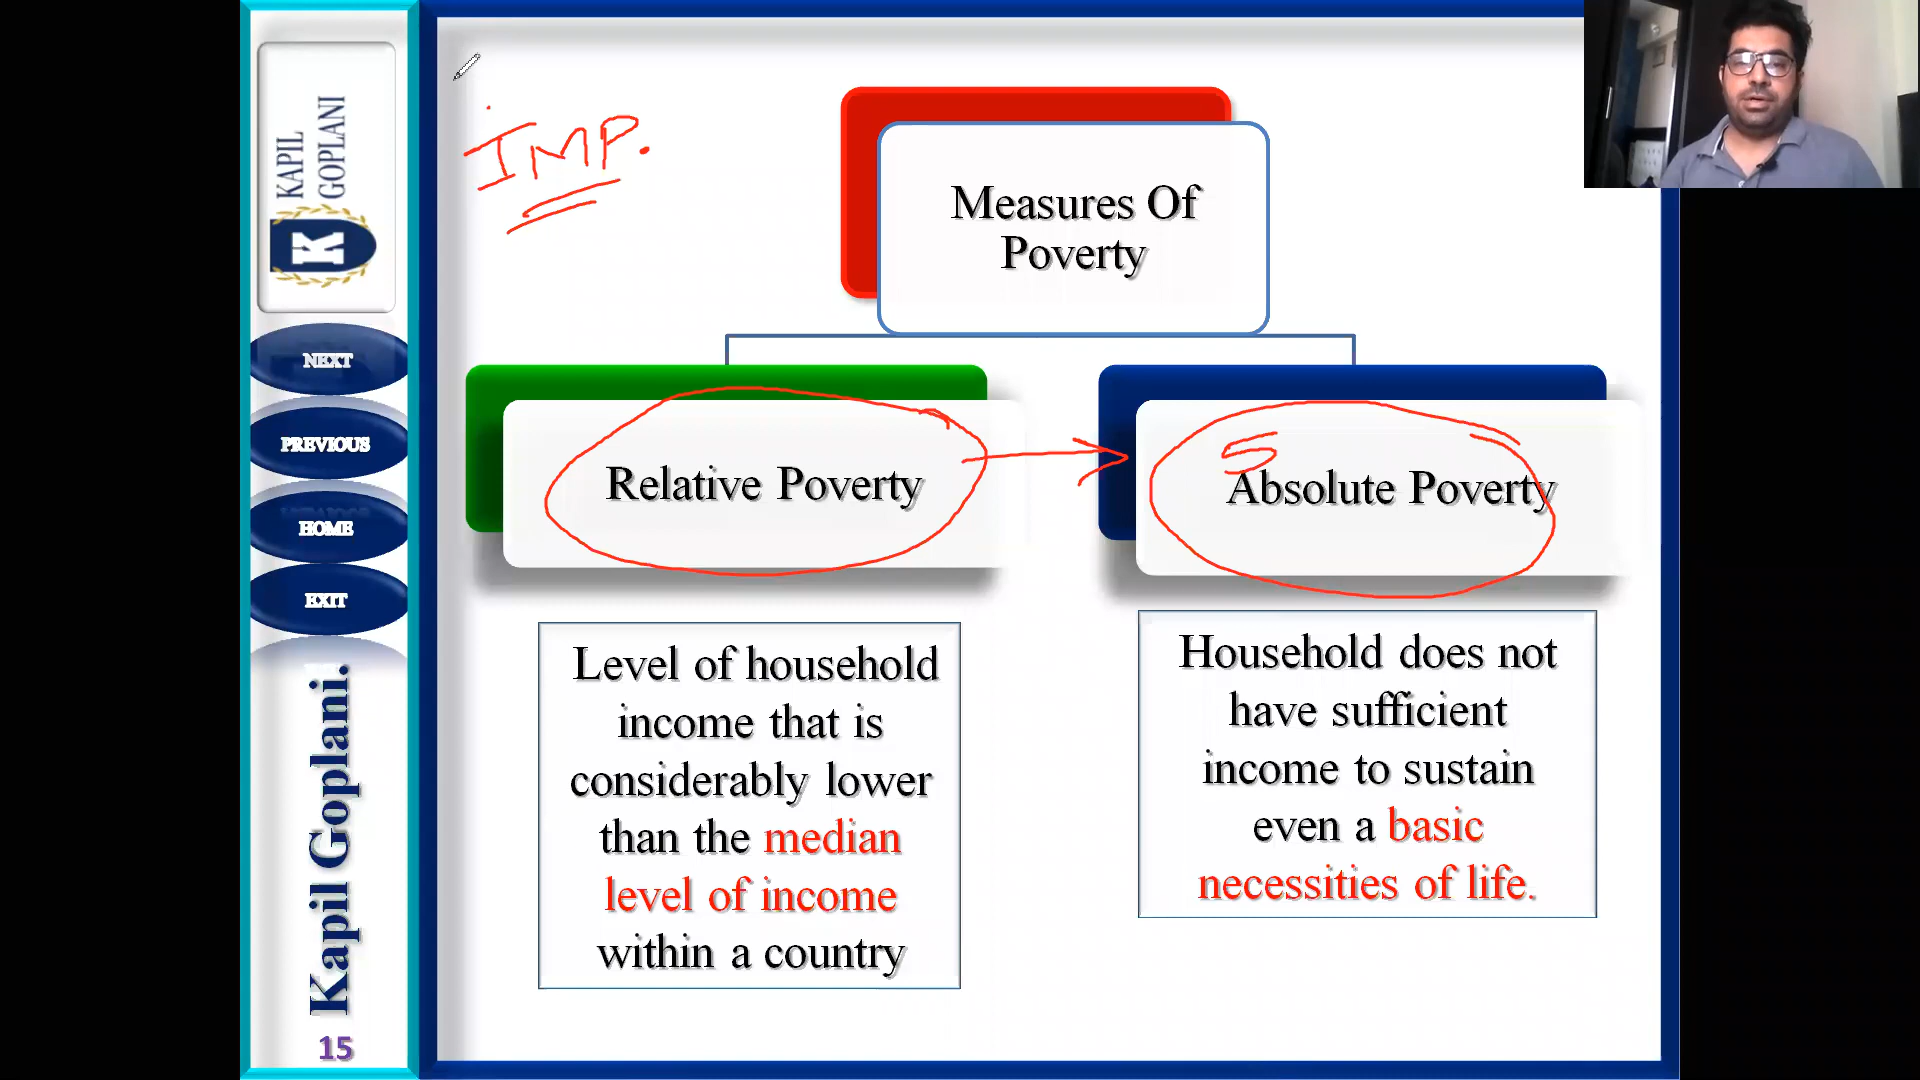 KAPIL
GOPLANI
K
NEXT
PREVIOUS
HOME
EXIT
Kapil Goplani.
15
IMP.
Measures Of
Poverty
Relative Poverty
5
Absolute Poverty
Level of household
income that is
considerably lower
than the median
level of income
within a country
Household does not
have sufficient
income to sustain
even a basic
necessities of life.